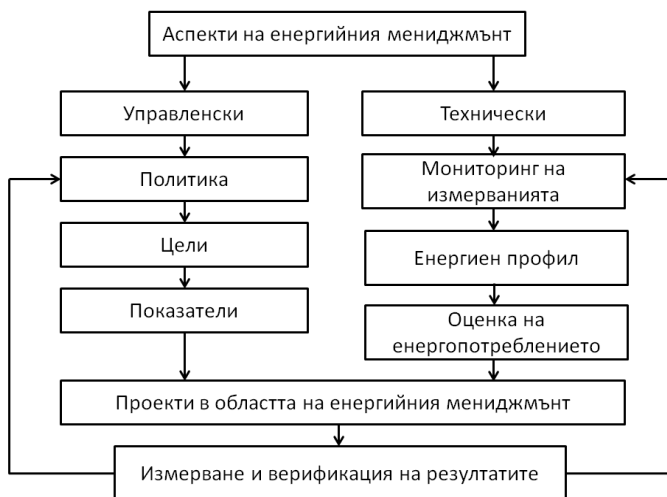 Аспекти на енергийния мениджмънт
Управленски
Технически
Политика
Мониторинг на
измерванията
Цели
Енергиен профил
Показатели
Оценка на
енергопотреблението
Проекти в областта на енергийния мениджмънт
Измерване и верификация на резултатите